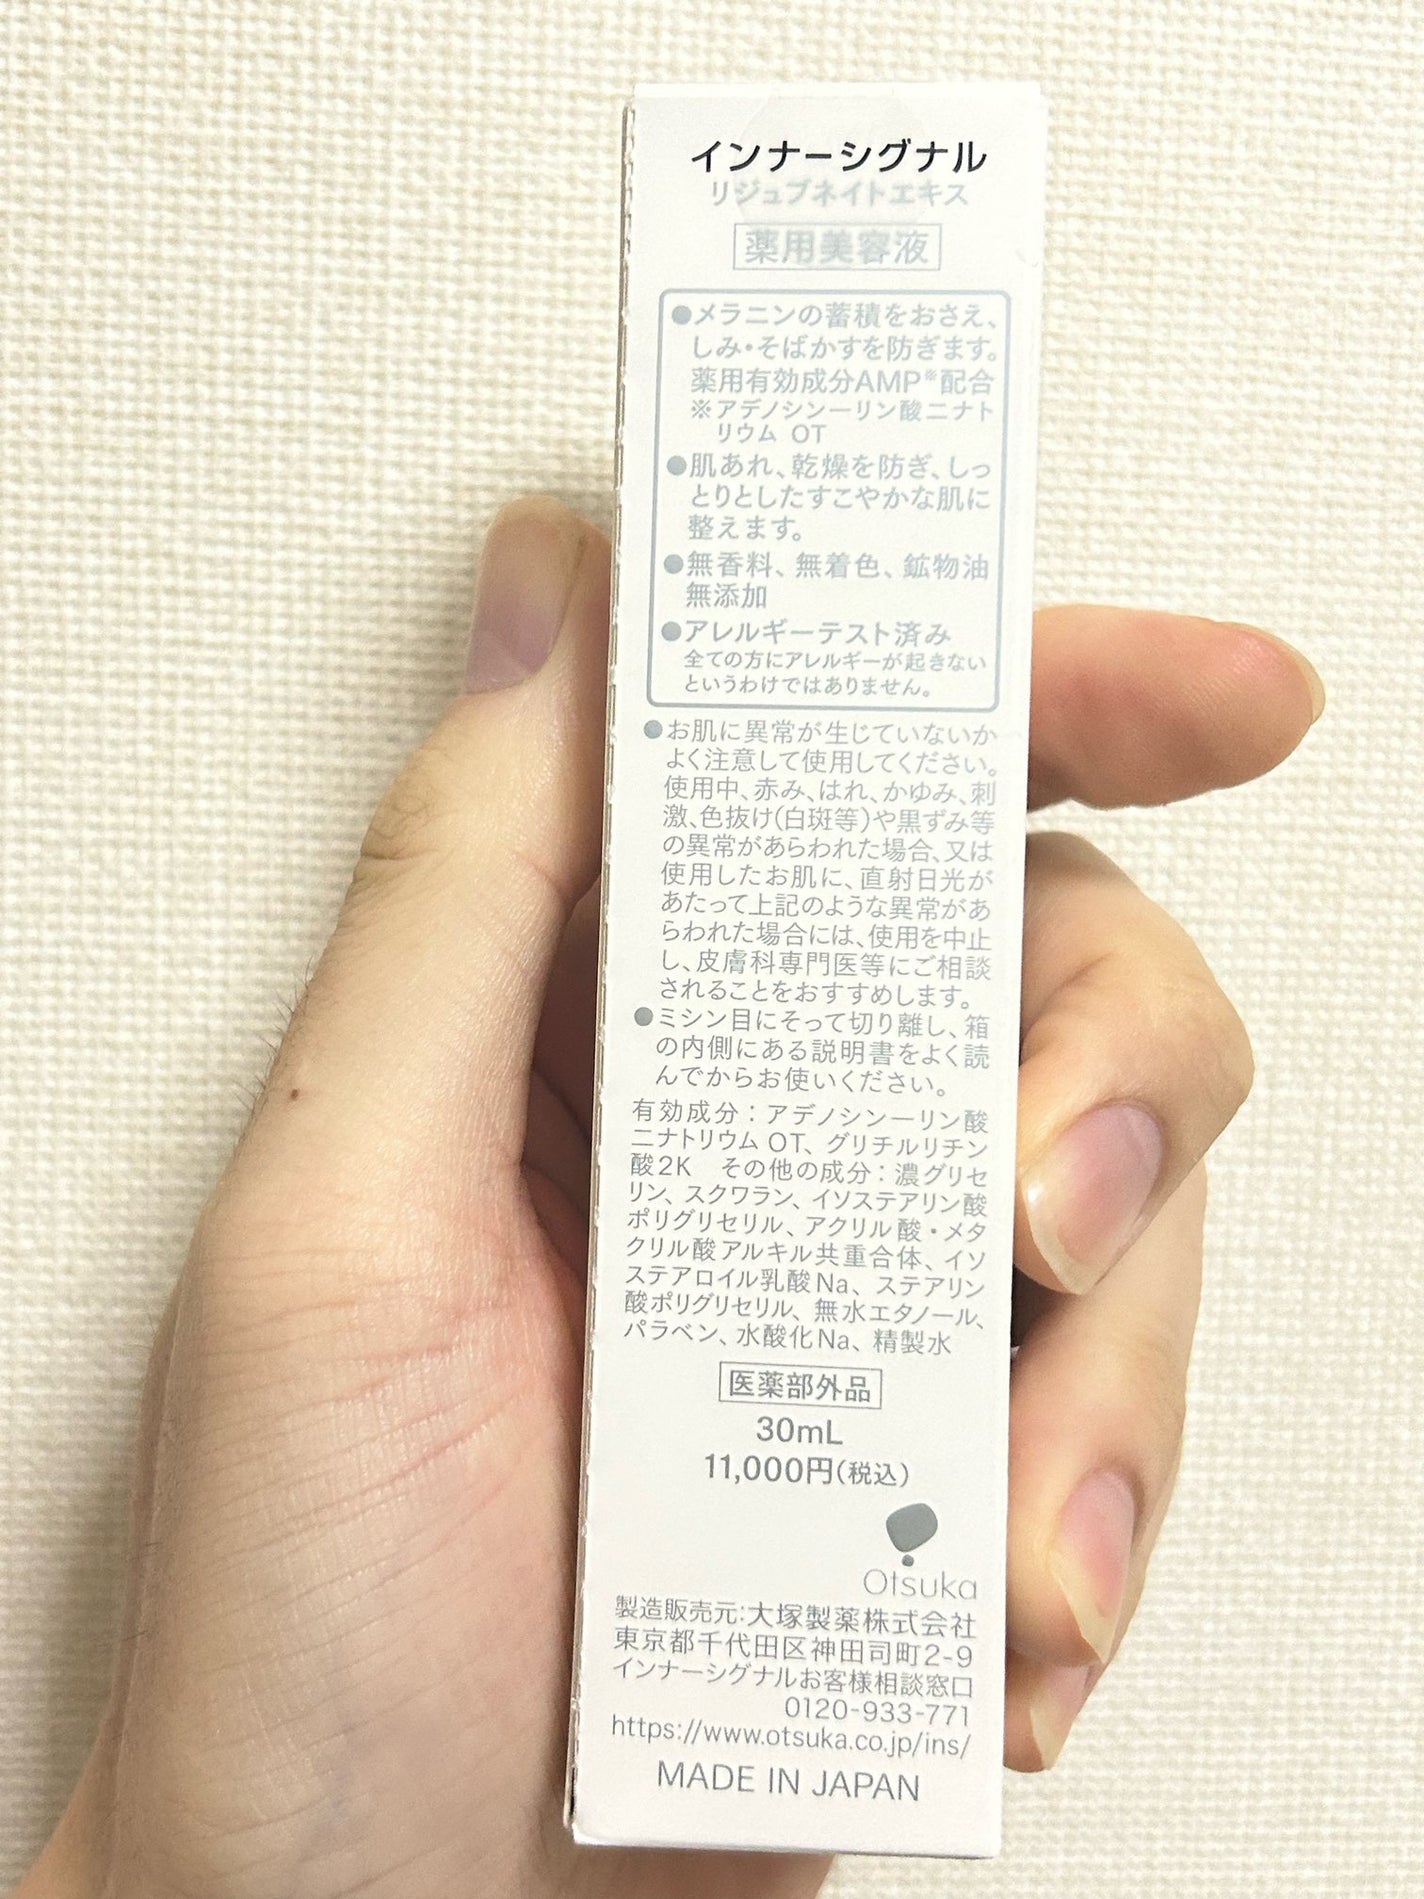 インナーシグナル
リジュブネイトエキス
薬用美容液
●メラニンの蓄積をおさえ、
しみ・そばかすを防ぎます。
薬用有効成分AMP※配合
※アデノシン一リン酸二ナト
リウム OT
●肌あれ、乾燥を防ぎ、しっ
とりとしたすこやかな肌に
整えます。
●無香料、無着色、鉱物油
無添加
●アレルギーテスト済み
全ての方にアレルギーが起きない
というわけではありません。
●お肌に異常が生じていないか
よく注意して使用してください。
使用中、赤み、はれ、かゆみ、刺
激、色抜け(白斑等)や黒ずみ等
の異常があらわれた場合、又は
使用したお肌に、直射日光が
あたって上記のような異常があ
らわれた場合には、使用を中止
し、皮膚科専門医等にご相談
されることをおすすめします。
●ミシン目にそって切り離し、箱
の内側にある説明書をよく読
んでからお使いください。
有効成分：アデノシン一リン酸
二ナトリウム OT、グリチルリチン
酸2K　その他の成分：濃グリセ
リン、スクワラン、イソステアリン酸
ポリグリセリル、アクリル酸・メタ
クリル酸アルキル共重合体、イソ
ステアロイル乳酸Na、ステアリン
酸ポリグリセリル、無水エタノール、
パラベン、水酸化Na、精製水
医薬部外品
30mL
11,000円(税込)
Otsuka
製造販売元：大塚製薬株式会社
東京都千代田区神田司町2-9
インナーシグナルお客様相談窓口
0120-933-771
https://www.otsuka.co.jp/ins/
MADE IN JAPAN